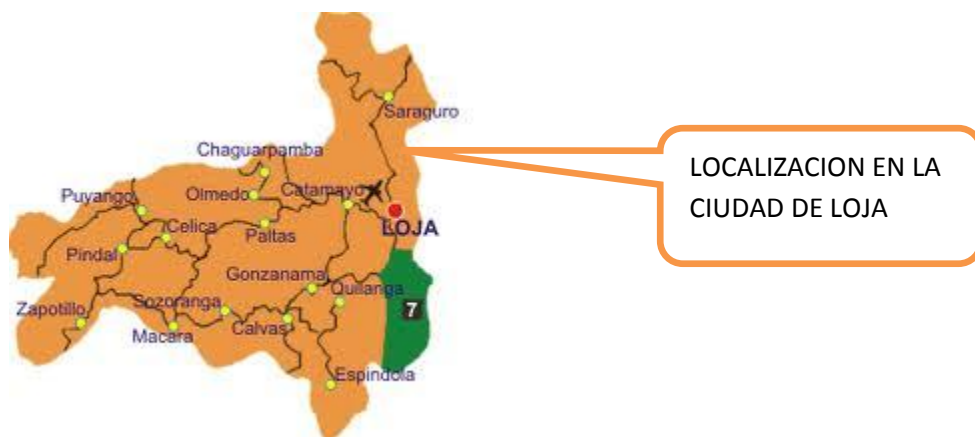 Saraguro
Chaguarpamba
Puyango
Olmedo
Catamayo
Celica
Paltas
LOJA
Pindal
Gonzanama
Quilanga
Zapotillo
Sozoranga
7
Macara
Calvas
Espindola
LOCALIZACION EN LA
CIUDAD DE LOJA